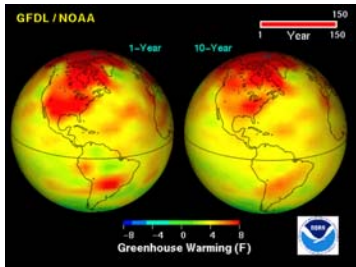 GFDL / NOAA
150
1 Year 150
1-Year
10-Year
-8 -4 0 4 8
Greenhouse Warming (F)
NOAA